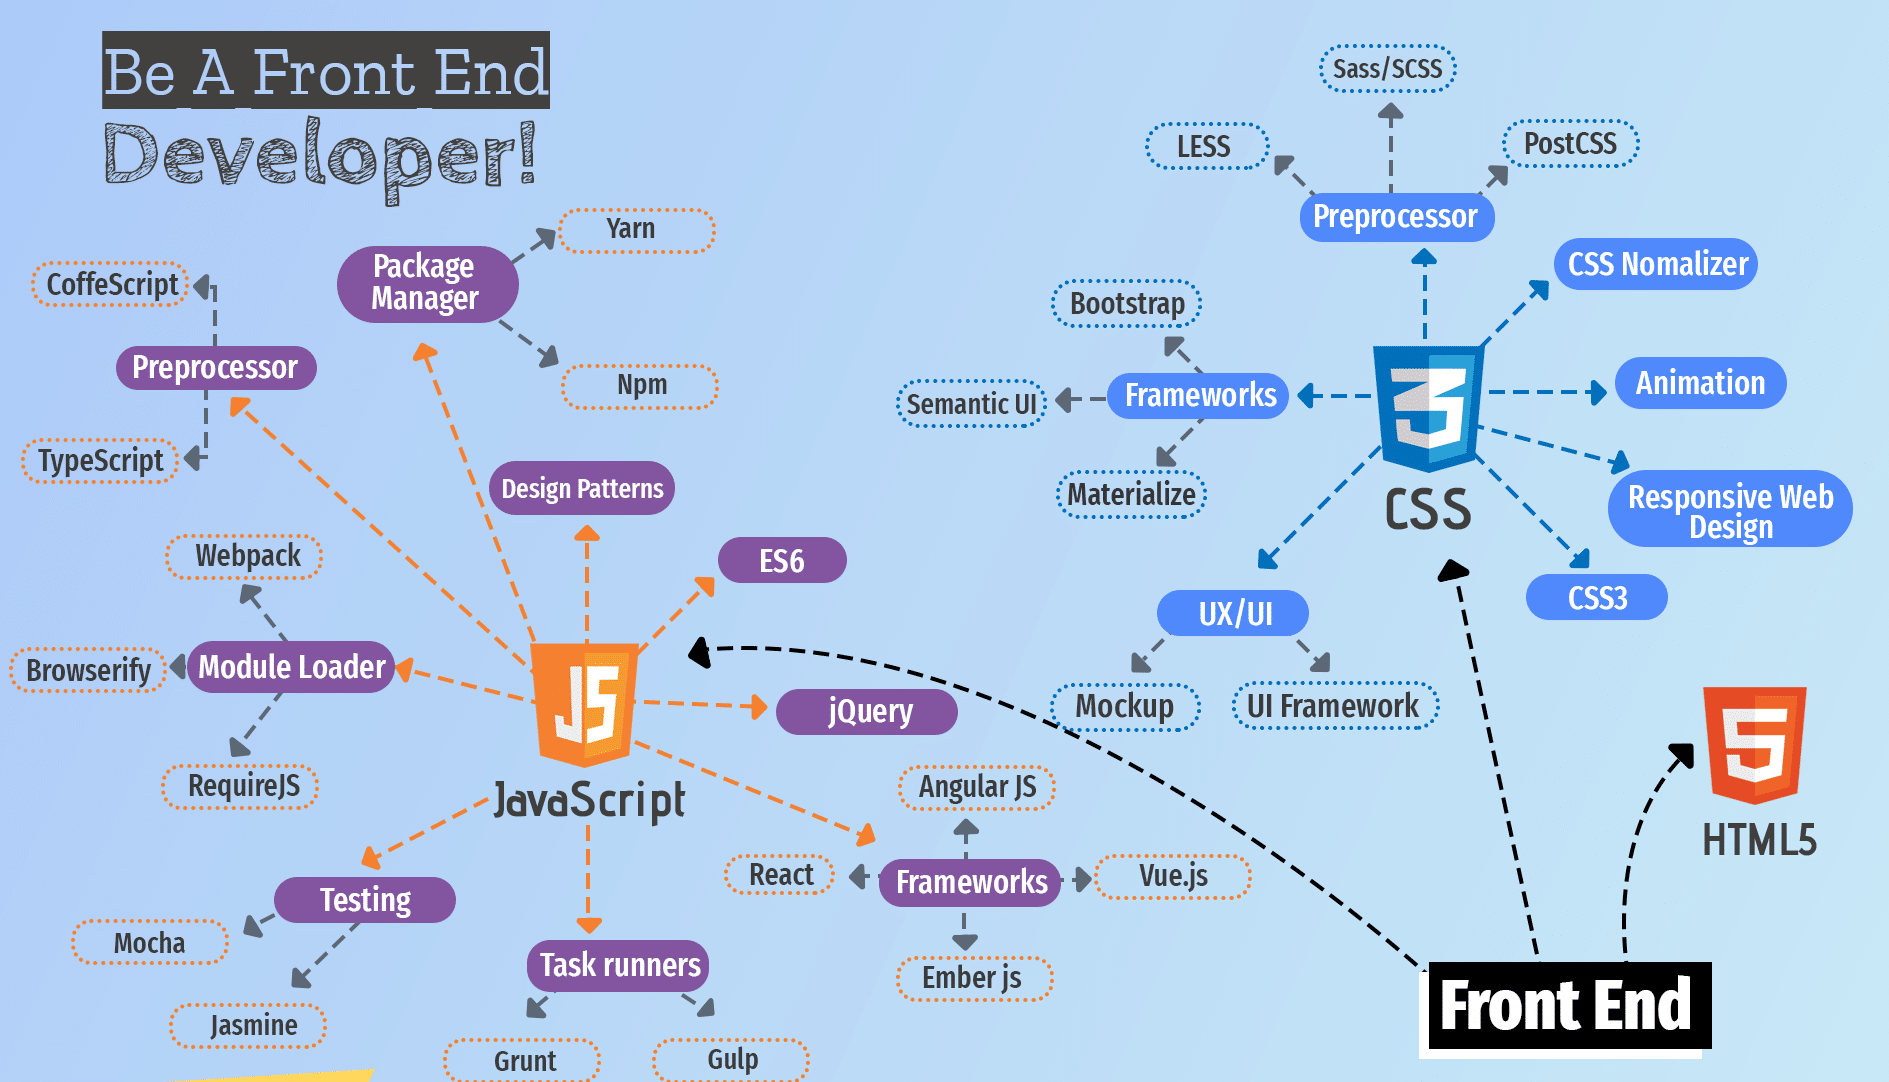 Be A Front End
Developer!
Sass/SCSS
LESS
PostCSS
Preprocessor
CSS Nomalizer
Bootstrap
Semantic UI
Frameworks
Materialize
Animation
CSS
Responsive Web
Design
CSS3
UX/UI
Mockup
UI Framework
Yarn
Package
Manager
Npm
CoffeScript
Preprocessor
TypeScript
Design Patterns
ES6
Webpack
Module Loader
Browserify
RequireJS
JS
JavaScript
jQuery
Angular JS
React
Frameworks
Vue.js
Ember js
Testing
Mocha
Jasmine
Task runners
Grunt
Gulp
5
HTML5
3
Front End